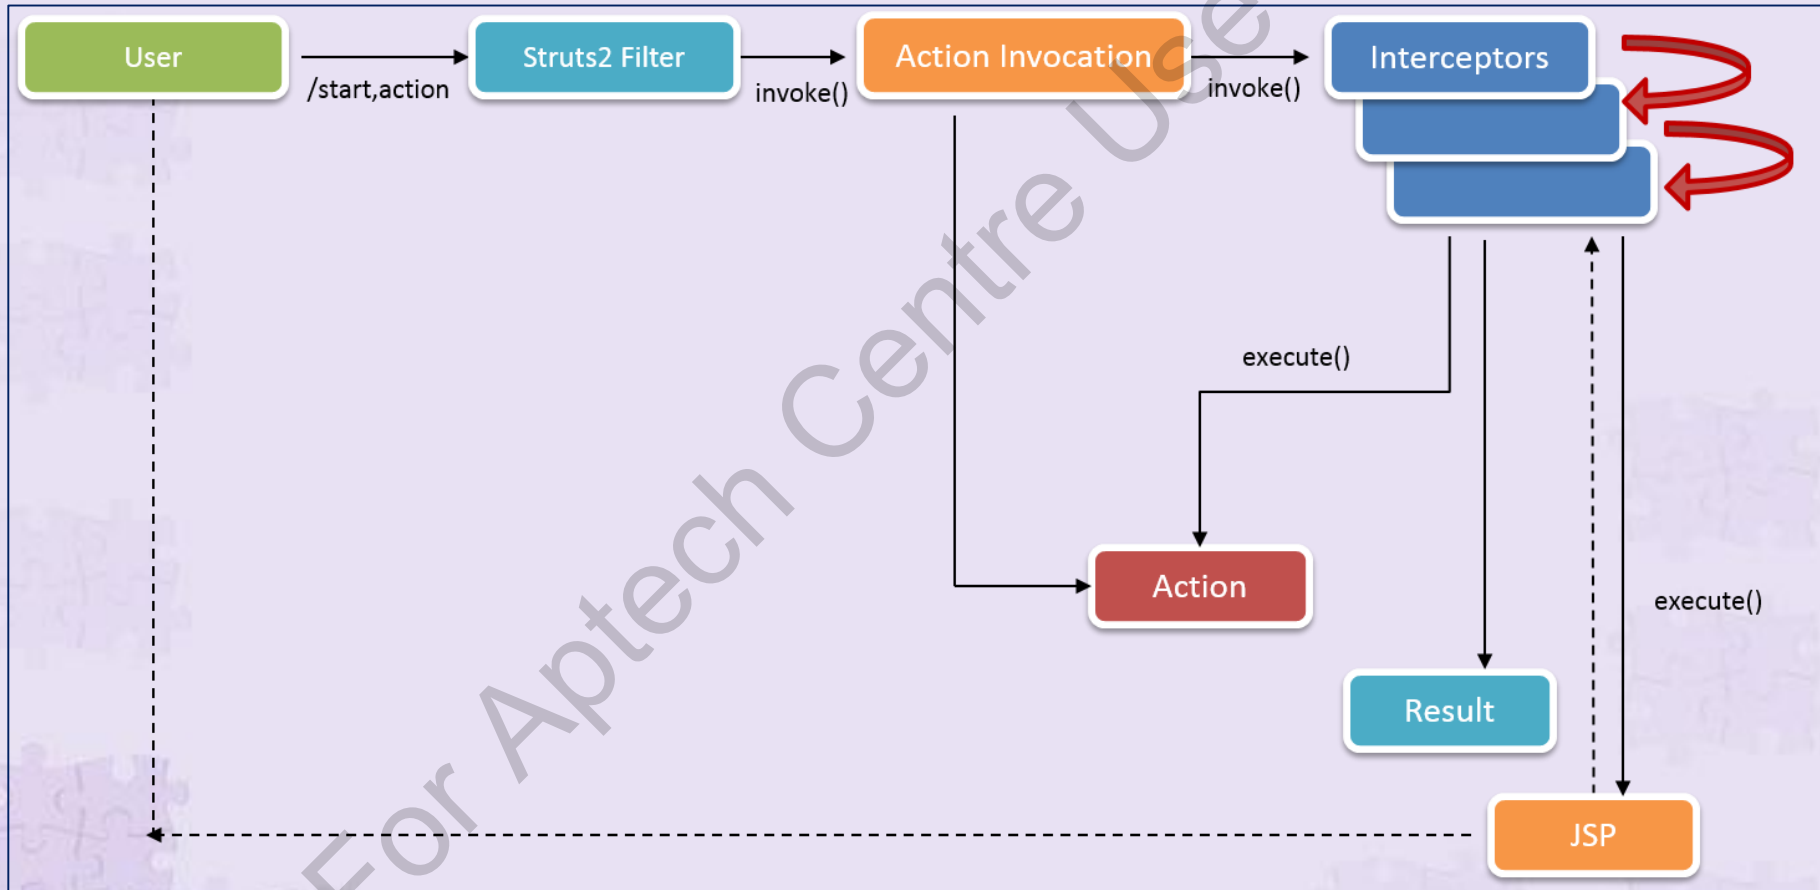 User
Struts2 Filter
Action Invocation
Interceptors
/start,action
invoke()
invoke()
execute()
Action
execute()
Result
JSP
For Aptech Centre Use